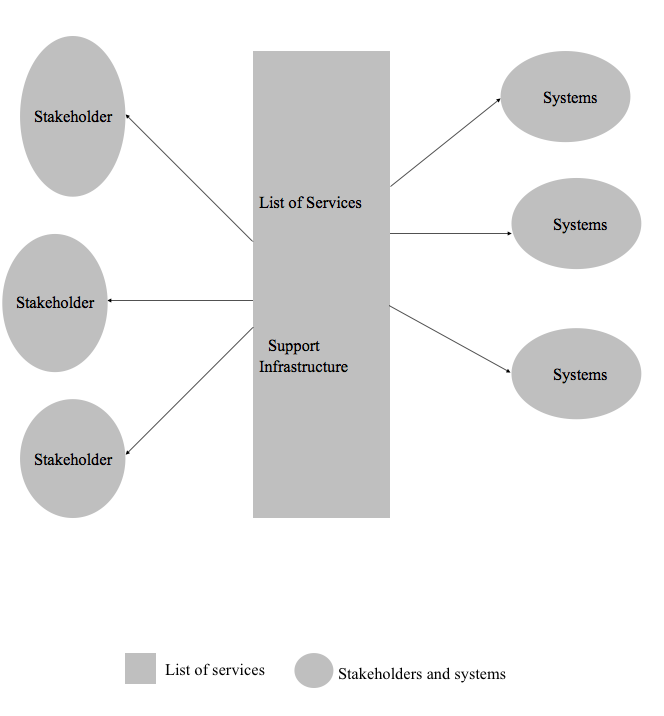 Stakeholder
Systems
List of Services
Systems
Stakeholder
Support
Infrastructure
Systems
Stakeholder
List of services
Stakeholders and systems